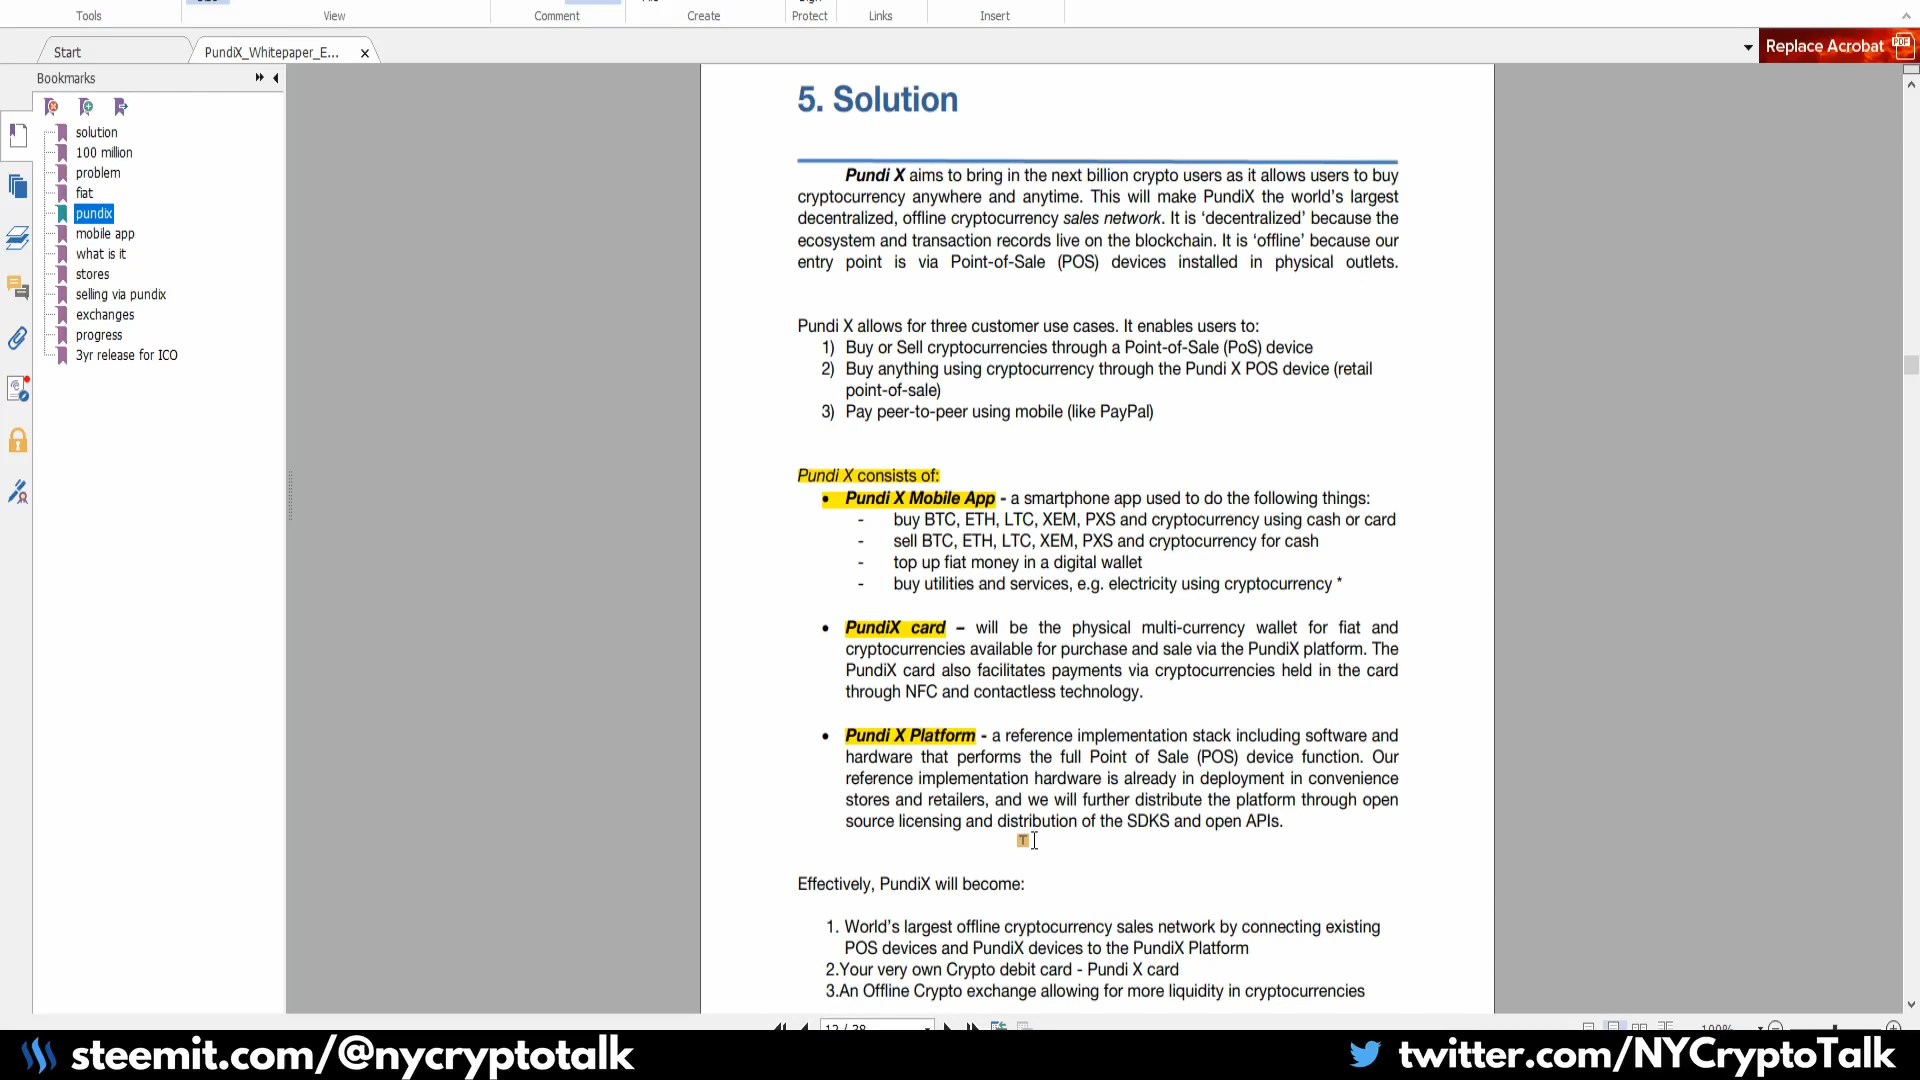 Tools
View
Comment
Create
Protect
Links
Insert
Start
PundiX_Whitepaper_E...
Replace Acrobat
PDF
Bookmarks
solution
100 million
problem
fiat
pundix
mobile app
what is it
stores
selling via pundix
exchanges
progress
3yr release for ICO
5. Solution
Pundi X aims to bring in the next billion crypto users as it allows users to buy
cryptocurrency anywhere and anytime. This will make PundiX the world's largest
decentralized, offline cryptocurrency sales network. It is 'decentralized' because the
ecosystem and transaction records live on the blockchain. It is 'offline' because our
entry point is via Point-of-Sale (POS) devices installed in physical outlets.
Pundi X allows for three customer use cases. It enables users to:
1) Buy or Sell cryptocurrencies through a Point-of-Sale (PoS) device
2) Buy anything using cryptocurrency through the Pundi X POS device (retail
point-of-sale)
3) Pay peer-to-peer using mobile (like PayPal)
Pundi X consists of:
• Pundi X Mobile App - a smartphone app used to do the following things:
- buy BTC, ETH, LTC, XEM, PXS and cryptocurrency using cash or card
- sell BTC, ETH, LTC, XEM, PXS and cryptocurrency for cash
- top up fiat money in a digital wallet
- buy utilities and services, e.g. electricity using cryptocurrency *
• PundiX card – will be the physical multi-currency wallet for fiat and
cryptocurrencies available for purchase and sale via the PundiX platform. The
PundiX card also facilitates payments via cryptocurrencies held in the card
through NFC and contactless technology.
• Pundi X Platform - a reference implementation stack including software and
hardware that performs the full Point of Sale (POS) device function. Our
reference implementation hardware is already in deployment in convenience
stores and retailers, and we will further distribute the platform through open
source licensing and distribution of the SDKS and open APIs.
T
Effectively, PundiX will become:
1. World's largest offline cryptocurrency sales network by connecting existing
POS devices and PundiX devices to the PundiX Platform
2.Your very own Crypto debit card - Pundi X card
3.An Offline Crypto exchange allowing for more liquidity in cryptocurrencies
12 / 38
100%
steemit.com/@nycryptotalk
twitter.com/NYCryptoTalk